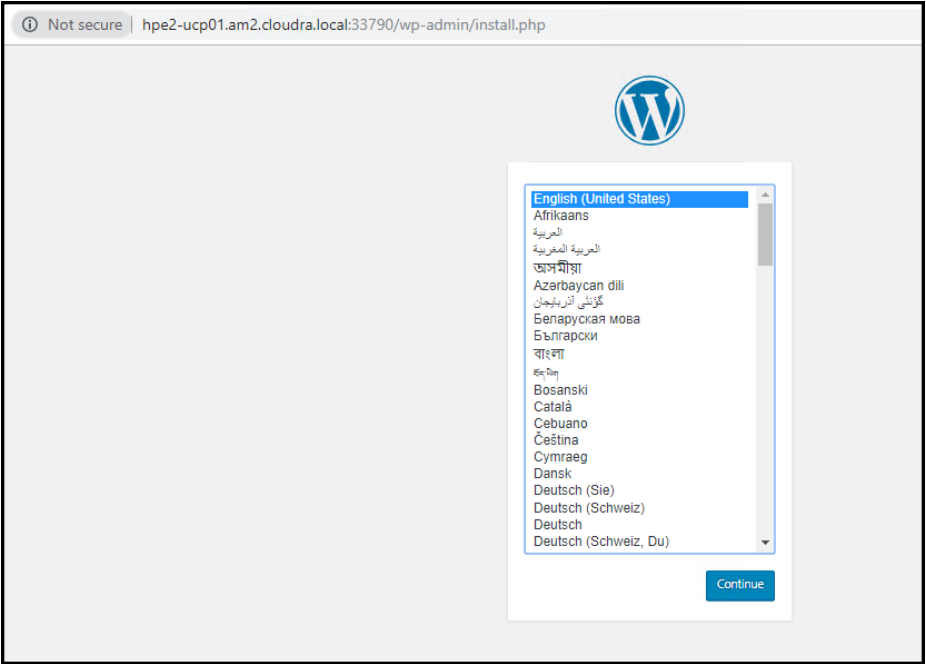 Not secure | hpe2-ucp01.am2.cloudra.local:33790/wp-admin/install.php
English (United States)
Afrikaans
العربية
العربية المغربية
অসমীয়া
Azərbaycan dili
گؤنئی آذربایجان
Беларуская мова
Български
বাংলা
བོད་ཡིག
Bosanski
Català
Cebuano
Čeština
Cymraeg
Dansk
Deutsch (Sie)
Deutsch (Schweiz)
Deutsch
Deutsch (Schweiz, Du)
Continue